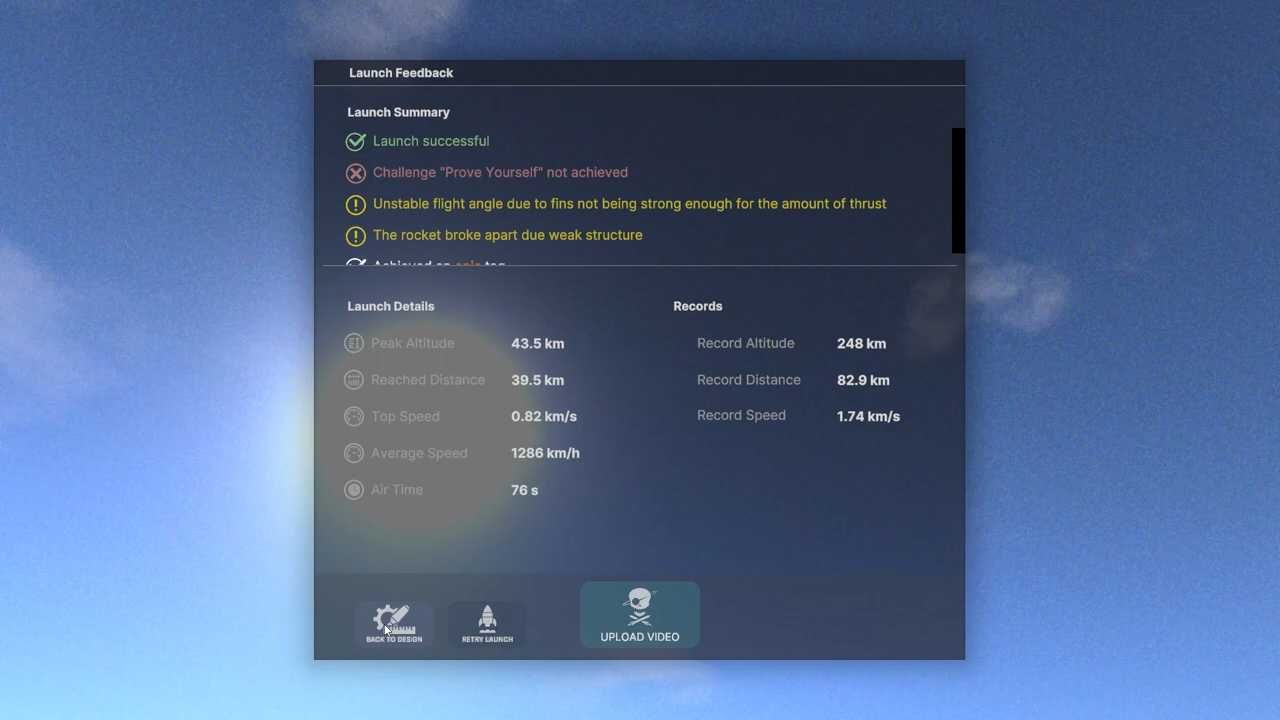 Launch Feedback
Launch Summary
Launch successful
Challenge "Prove Yourself" not achieved
Unstable flight angle due to fins not being strong enough for the amount of thrust
The rocket broke apart due weak structure
Achieved an epic tag
Launch Details
Records
Peak Altitude 43.5 km
Record Altitude 248 km
Reached Distance 39.5 km
Record Distance 82.9 km
Top Speed 0.82 km/s
Record Speed 1.74 km/s
Average Speed 1286 km/h
Air Time 76 s
BACK TO DESIGN
RETRY LAUNCH
UPLOAD VIDEO